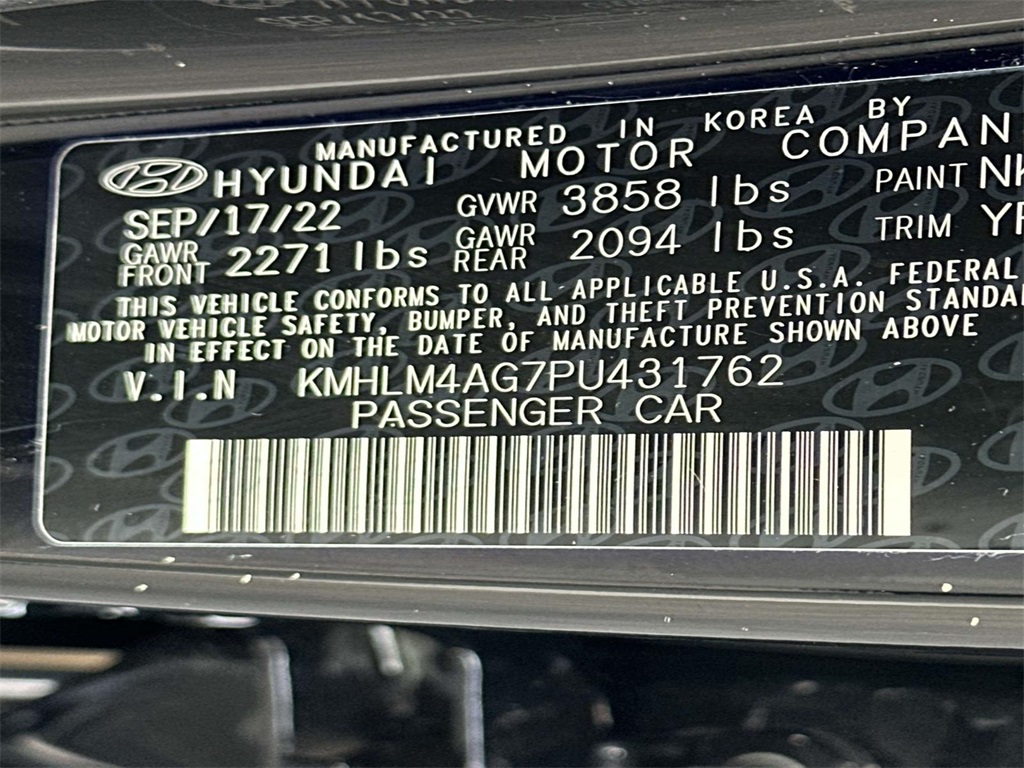 MANUFACTURED IN KOREA BY
HYUNDAI MOTOR COMPAN
SEP/17/22 GVWR 3858 lbs PAINT NK
GAWR FRONT 2271 lbs GAWR REAR 2094 lbs TRIM YF
THIS VEHICLE CONFORMS TO ALL APPLICABLE U.S.A. FEDERAL
MOTOR VEHICLE SAFETY, BUMPER, AND THEFT PREVENTION STANDA
IN EFFECT ON THE DATE OF MANUFACTURE SHOWN ABOVE
V.I.N KMHLM4AG7PU431762
PASSENGER CAR